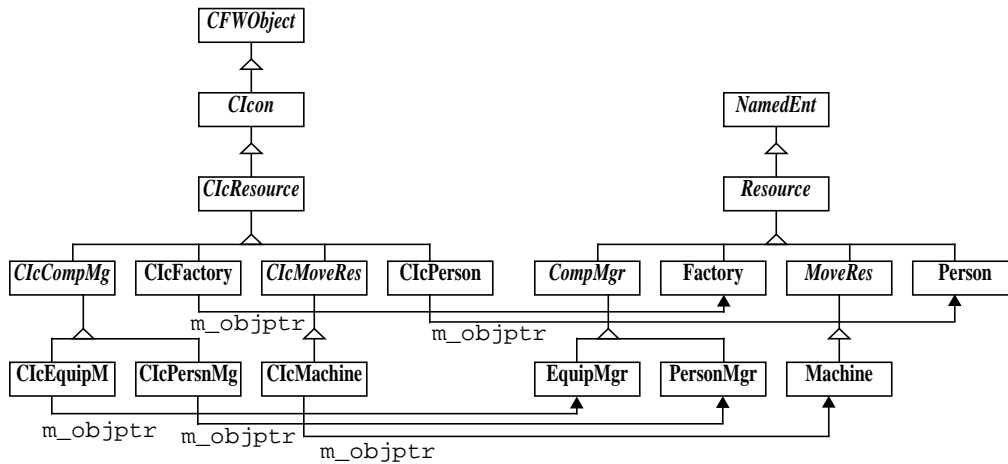 CFWObject
CIcon NamedEnt
CIcResource Resource
CIcCompMg CIcFactory CIcMoveRes CIcPerson CompMgr Factory MoveRes Person
m_objptr m_objptr
CIcEquipM CIcPersnMg CIcMachine EquipMgr PersonMgr Machine
m_objptr m_objptr m_objptr